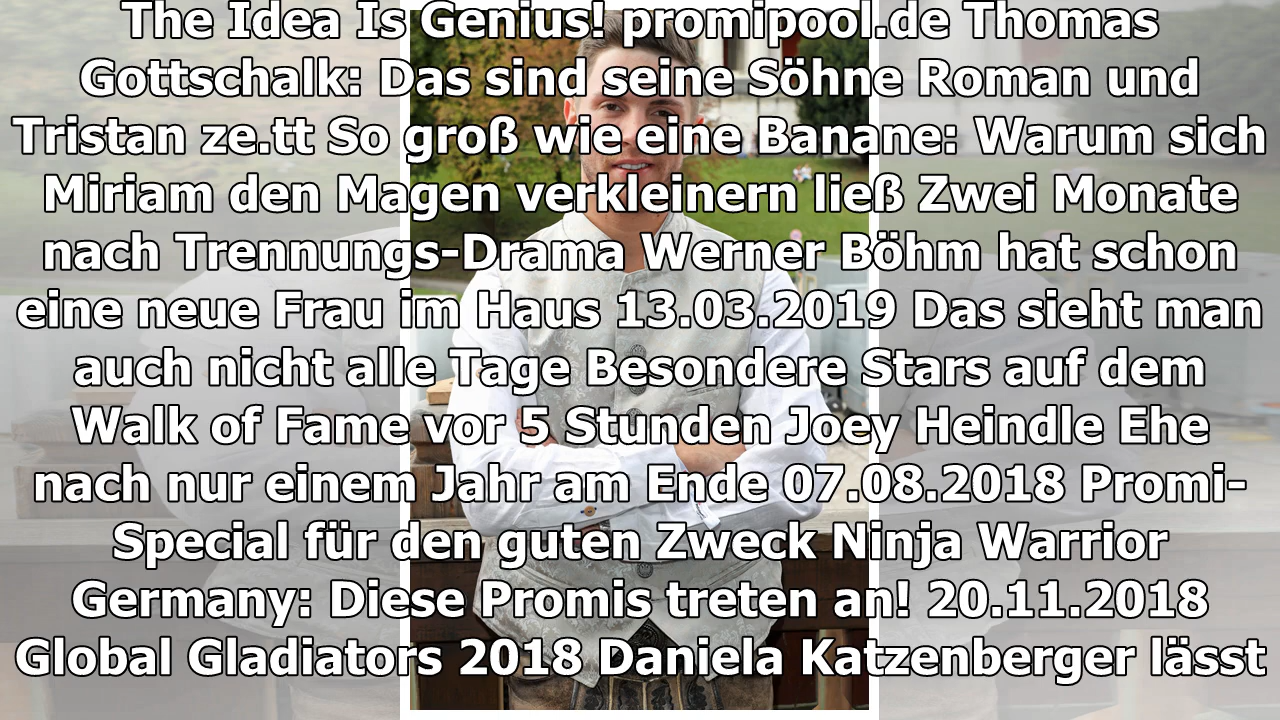 The Idea Is Genius! promipool.de Thomas
Gottschalk: Das sind seine Söhne Roman und
Tristan ze.tt So groß wie eine Banane: Warum sich
Miriam den Magen verkleinern ließ Zwei Monate
nach Trennungs-Drama Werner Böhm hat schon
eine neue Frau im Haus 13.03.2019 Das sieht man
auch nicht alle Tage Besondere Stars auf dem
Walk of Fame vor 5 Stunden Joey Heindle Ehe
nach nur einem Jahr am Ende 07.08.2018 Promi-
Special für den guten Zweck Ninja Warrior
Germany: Diese Promis treten an! 20.11.2018
Global Gladiators 2018 Daniela Katzenberger lässt